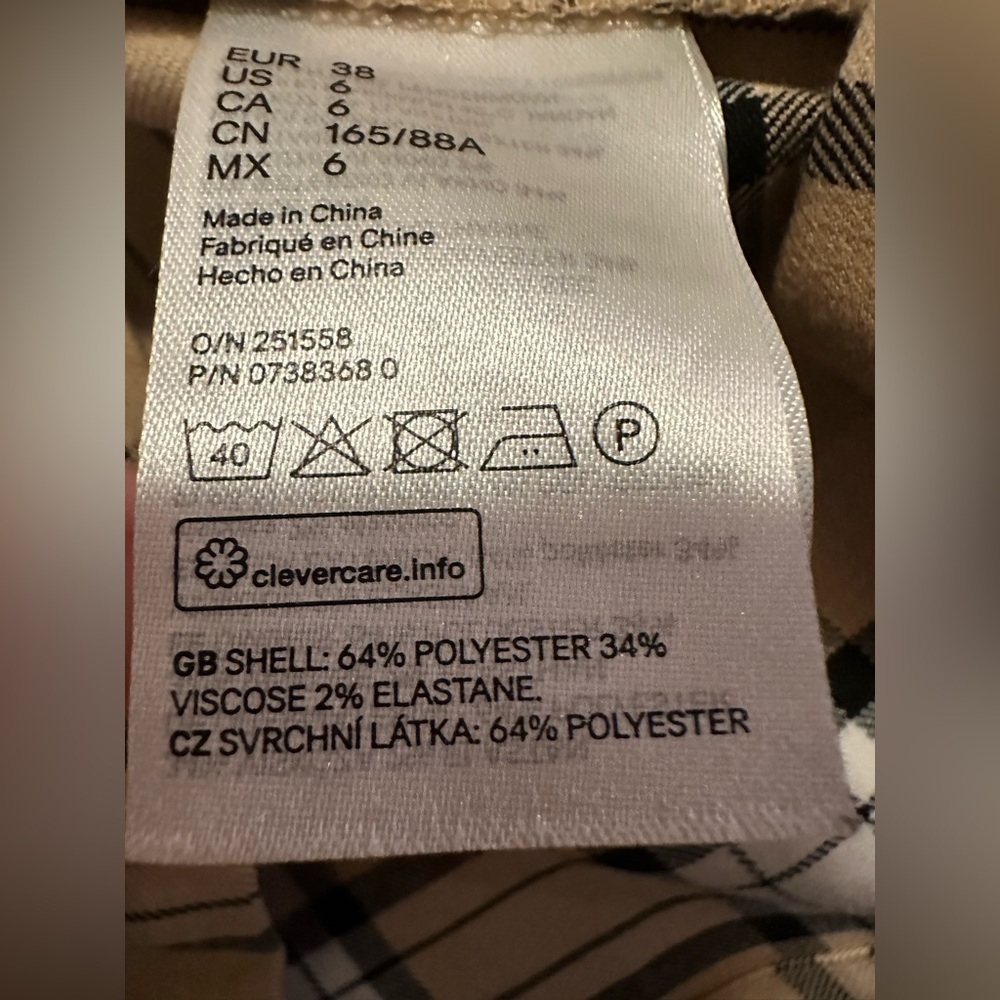 EUR 38
US 6
CA 6
CN 165/88A
MX 6
Made in China
Fabriqué en Chine
Hecho en China
O/N 251558
P/N 0738368 0
40
P
clevercare.info
GB SHELL: 64% POLYESTER 34%
VISCOSE 2% ELASTANE.
CZ SVRCHNÍ LÁTKA: 64% POLYESTER